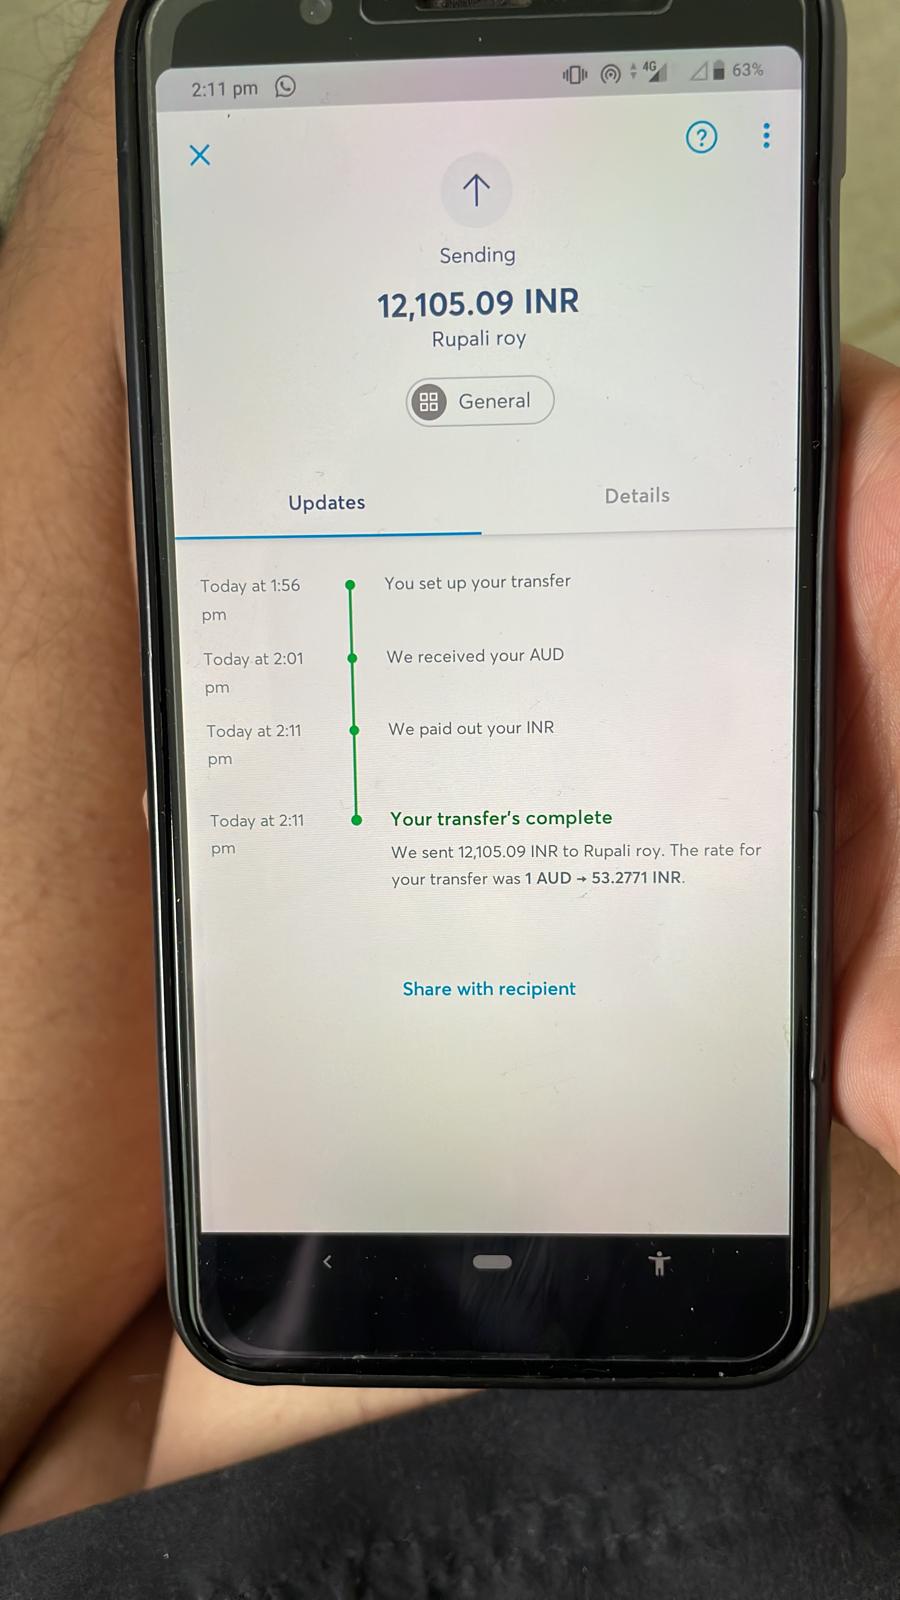 2:11 pm
4G
63%
?
Sending
12,105.09 INR
Rupali roy
General
Updates
Details
Today at 1:56
pm
You set up your transfer
Today at 2:01
pm
We received your AUD
Today at 2:11
pm
We paid out your INR
Today at 2:11
pm
Your transfer's complete
We sent 12,105.09 INR to Rupali roy. The rate for
your transfer was 1 AUD → 53.2771 INR.
Share with recipient